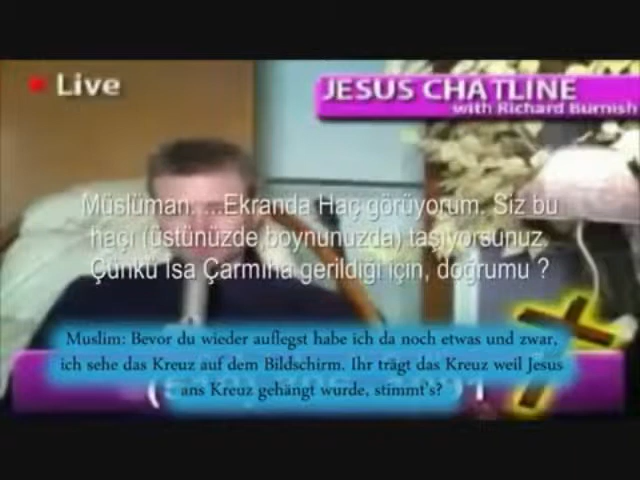 Live
JESUS CHATLINE
with Richard Burnish
Müslüman. ...Ekranda Haç görüyorum. Siz bu
haçı (üstünüzde,boynunuzda) taşıyorsunuz.
Çünkü İsa Çarmıha gerildiği için, doğrumu ?
Muslim: Bevor du wieder auflegst habe ich da noch etwas und zwar,
ich sehe das Kreuz auf dem Bildschirm. Ihr trägt das Kreuz weil Jesus
ans Kreuz gehängt wurde, stimmt's?